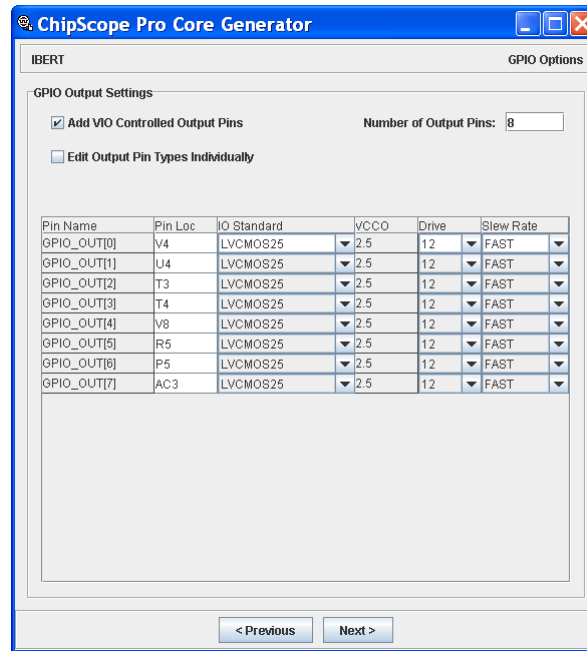 ChipScope Pro Core Generator
IBERT GPIO Options
GPIO Output Settings
Add VIO Controlled Output Pins Number of Output Pins: 8
Edit Output Pin Types Individually
Pin Name Pin Loc IO Standard VCCO Drive Slew Rate
GPIO_OUT[0] V4 LVCMOS25 2.5 12 FAST
GPIO_OUT[1] U4 LVCMOS25 2.5 12 FAST
GPIO_OUT[2] T3 LVCMOS25 2.5 12 FAST
GPIO_OUT[3] T4 LVCMOS25 2.5 12 FAST
GPIO_OUT[4] V8 LVCMOS25 2.5 12 FAST
GPIO_OUT[5] R5 LVCMOS25 2.5 12 FAST
GPIO_OUT[6] P5 LVCMOS25 2.5 12 FAST
GPIO_OUT[7] AC3 LVCMOS25 2.5 12 FAST
< Previous Next >